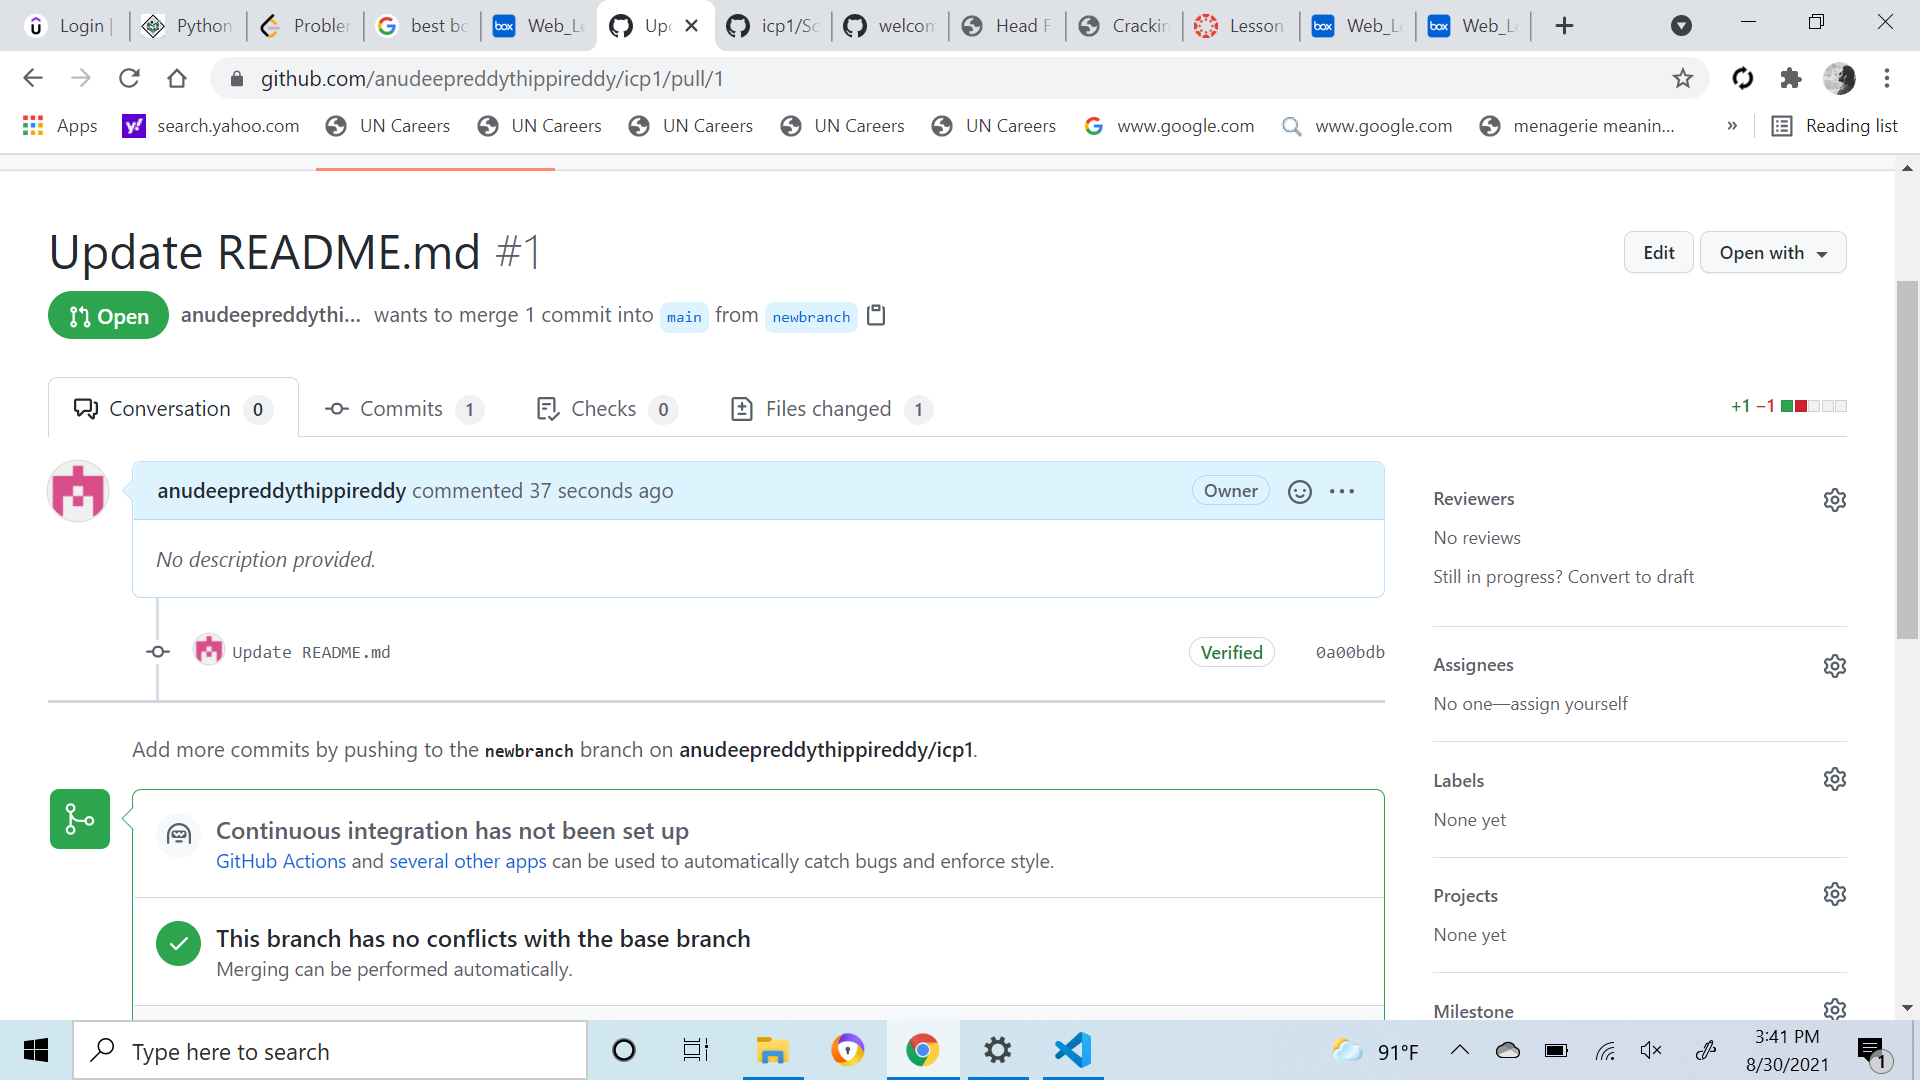 Login |
Python
Probler
best bo
Web_Le
Upo
icp1/Sc
welcom
Head F
Crackin
Lesson
Web_Le
Web_Le
github.com/anudeepreddythippireddy/icp1/pull/1
Apps
search.yahoo.com
UN Careers
UN Careers
UN Careers
UN Careers
UN Careers
www.google.com
www.google.com
menagerie meanin...
»
Reading list
Update README.md #1
Edit
Open with
Open
anudeepreddythi... wants to merge 1 commit into main from newbranch
Conversation 0
Commits 1
Checks 0
Files changed 1
+1 −1
anudeepreddythippireddy commented 37 seconds ago
Owner
No description provided.
Update README.md
Verified
0a00bdb
Add more commits by pushing to the newbranch branch on anudeepreddythippireddy/icp1.
Continuous integration has not been set up
GitHub Actions and several other apps can be used to automatically catch bugs and enforce style.
This branch has no conflicts with the base branch
Merging can be performed automatically.
Reviewers
No reviews
Still in progress? Convert to draft
Assignees
No one—assign yourself
Labels
None yet
Projects
None yet
Milestone
Type here to search
91°F
3:41 PM
8/30/2021
1